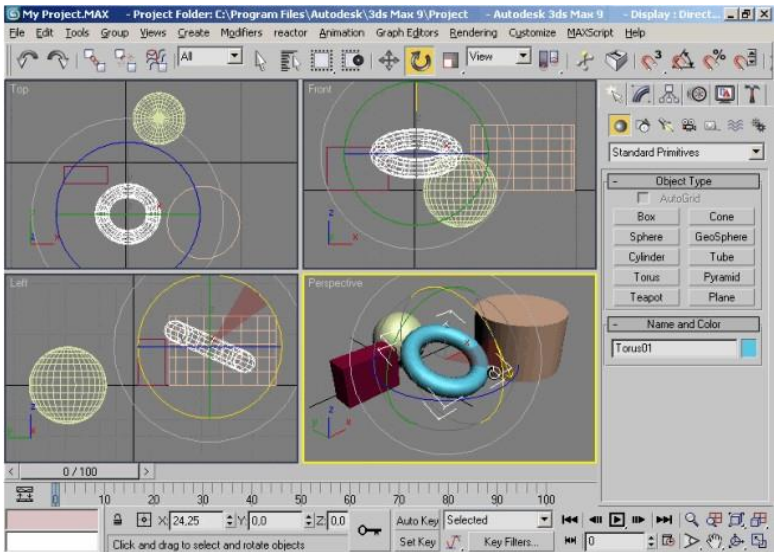 My Project.MAX - Project Folder: C:\Program Files\Autodesk\3ds Max 9\Project - Autodesk 3ds Max 9 - Display : Direct...
File Edit Tools Group Views Create Modifiers reactor Animation Graph Editors Rendering Customize MAXScript Help
All View 3 %
Top Front
Standard Primitives
- Object Type
AutoGrid
Box Cone
Sphere GeoSphere
Cylinder Tube
Torus Pyramid
Teapot Plane
- Name and Color
Torus01
z x
z x
Left Perspective
z y
z y x
< 0 / 100 >
0 10 20 30 40 50 60 70 80 90 100
X: 24,25 Y: 0,0 Z: 0,0 Auto Key Selected
Click and drag to select and rotate objects Set Key Key Filters... 0